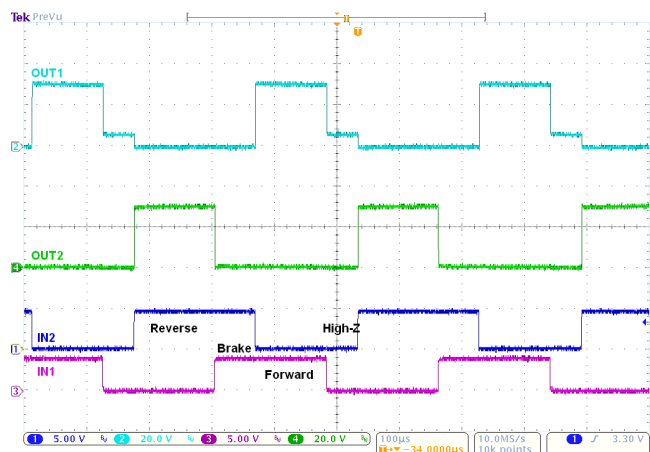 Tek PreVu
T
T
OUT1
2
OUT2
4
IN2 Reverse High-Z
1 Brake
IN1 Forward
3
1 5.00 V 2 20.0 V 3 5.00 V 4 20.0 V
100µs
T→▼−34.0000µs
10.0MS/s
10k points
1 ∫ 3.30 V